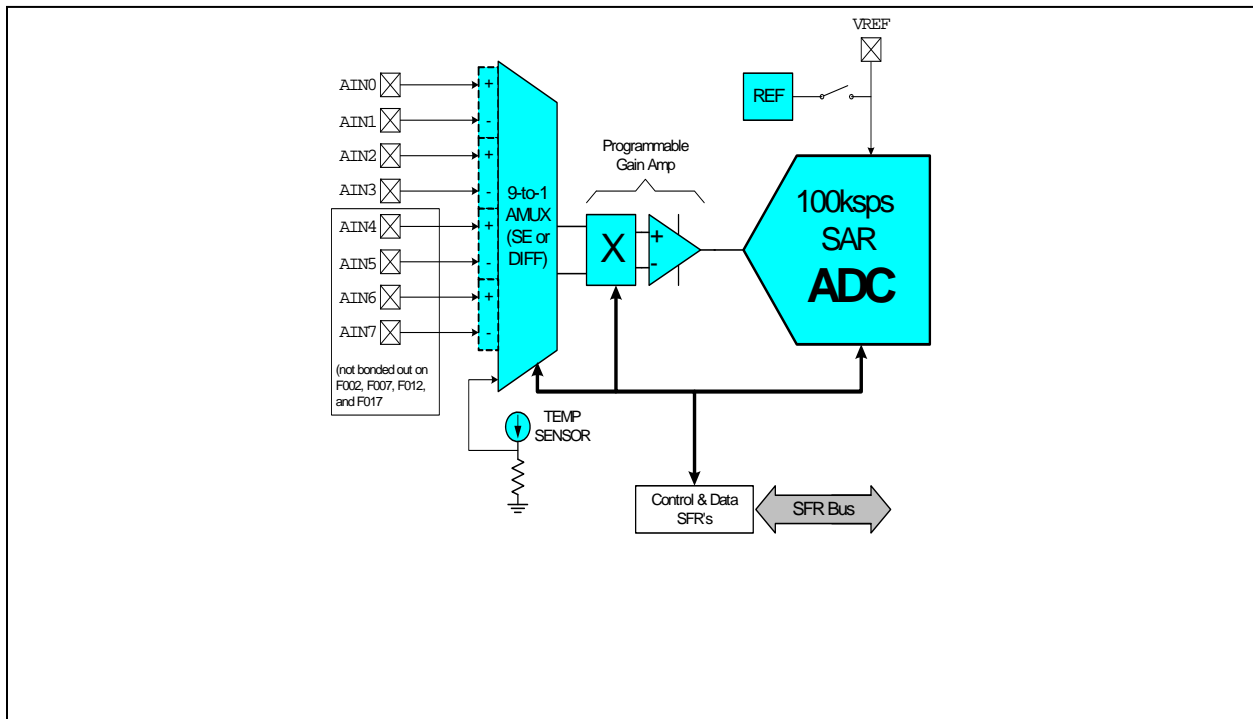 VREF
AIN0
+
REF
AIN1
-
Programmable
Gain Amp
AIN2
+
AIN3
-
9-to-1
AMUX
(SE or
DIFF)
100ksps
SAR
ADC
AIN4
+
X
+
-
AIN5
-
AIN6
+
AIN7
-
(not bonded out on
F002, F007, F012,
and F017
TEMP
SENSOR
Control & Data
SFR's
SFR Bus